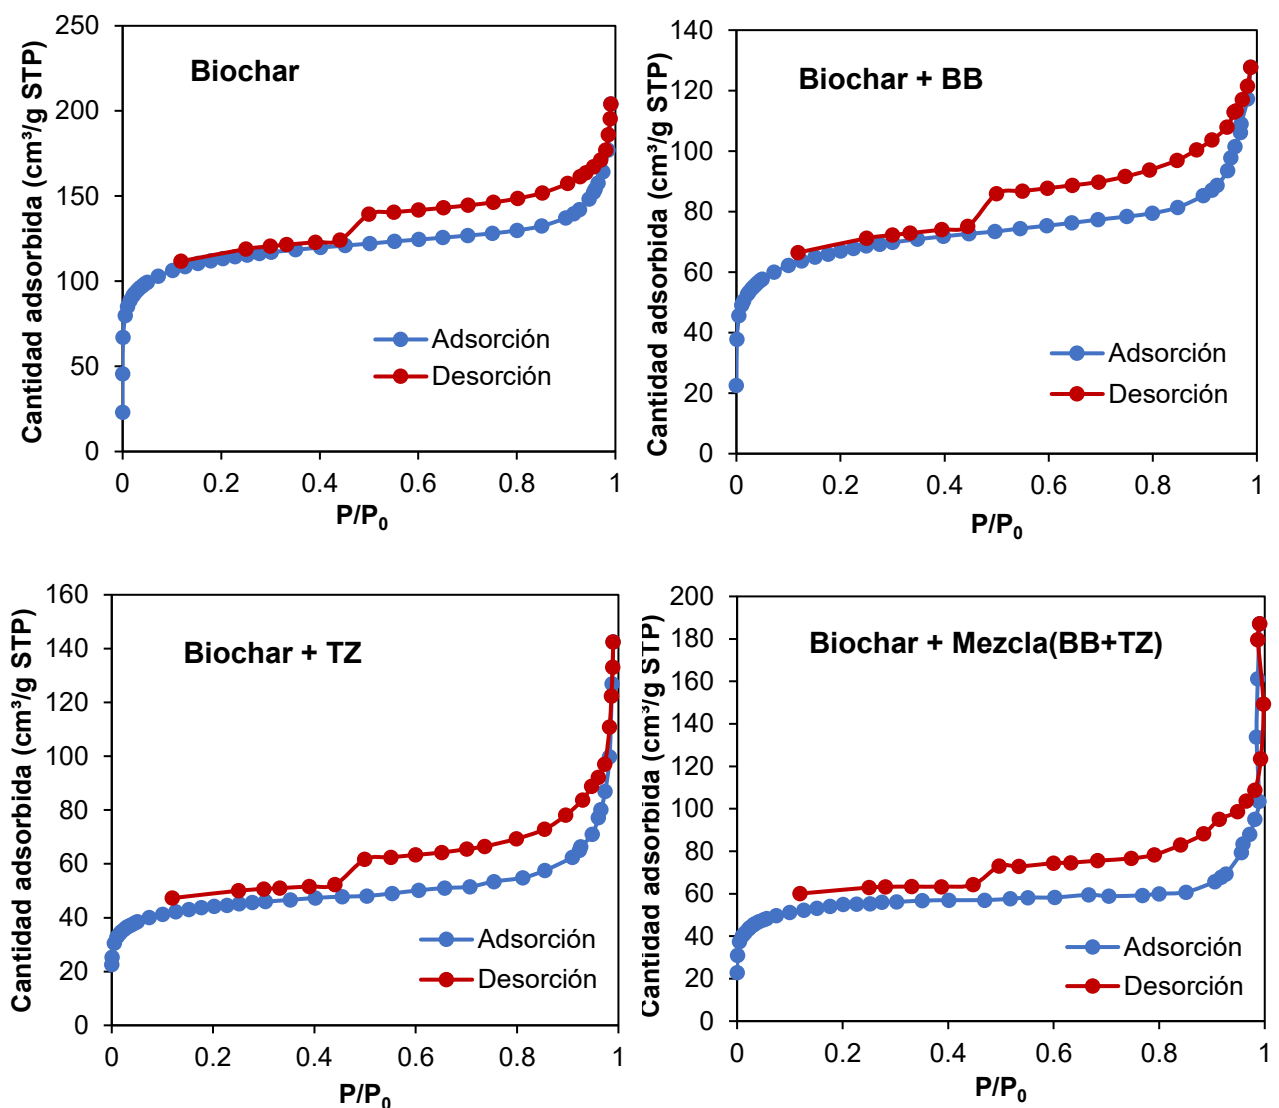 Biochar
Cantidad adsorbida (cm³/g STP)
250
200
150
100
50
0
Adsorción
Desorción
0 0.2 0.4 0.6 0.8 1
P/P₀
Biochar + BB
Cantidad adsorbida (cm³/g STP)
140
120
100
80
60
40
20
0
Adsorción
Desorción
0 0.2 0.4 0.6 0.8 1
P/P₀
Biochar + TZ
Cantidad adsorbida (cm³/g STP)
160
140
120
100
80
60
40
20
0
Adsorción
Desorción
0 0.2 0.4 0.6 0.8 1
P/P₀
Biochar + Mezcla(BB+TZ)
Cantidad adsorbida (cm³/g STP)
200
180
160
140
120
100
80
60
40
20
0
Adsorción
Desorción
0 0.2 0.4 0.6 0.8 1
P/P₀